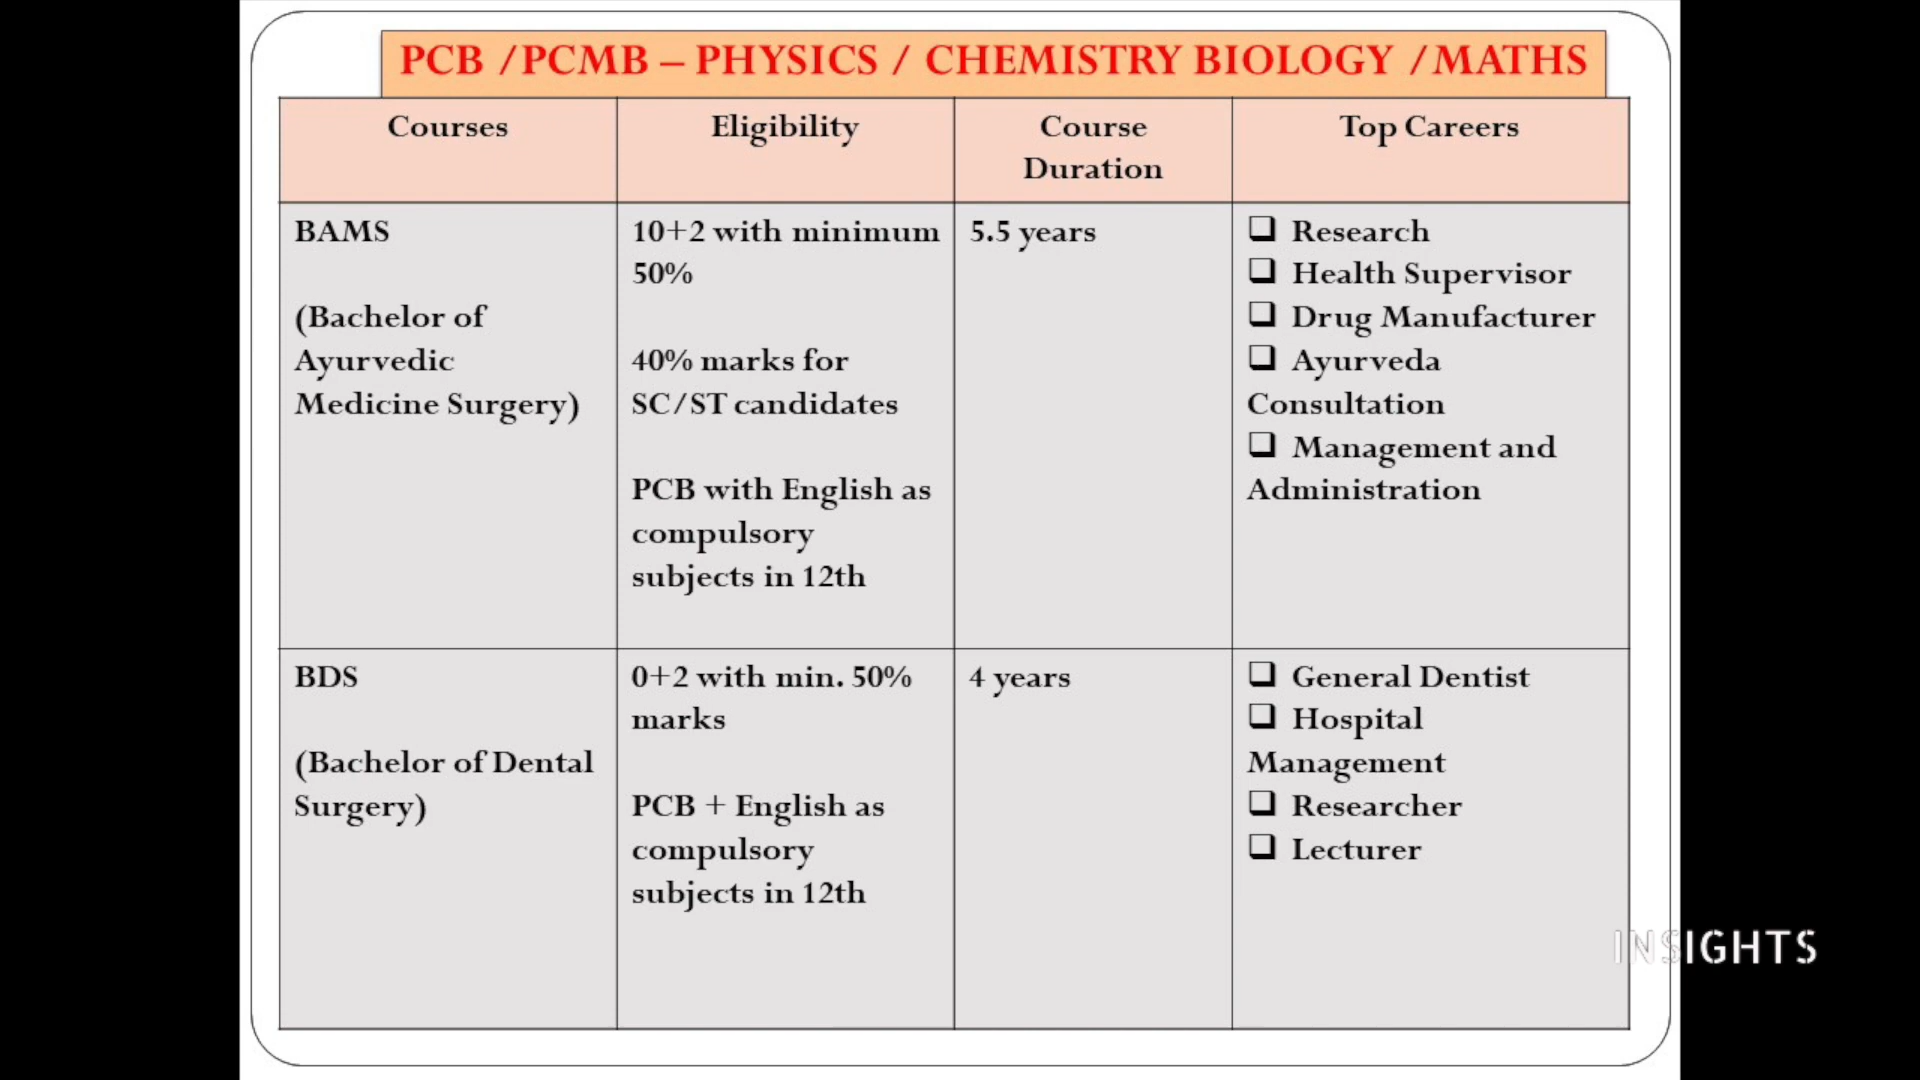 PCB /PCMB – PHYSICS / CHEMISTRY BIOLOGY /MATHS
Courses
Eligibility
Course
Duration
Top Careers
BAMS
(Bachelor of
Ayurvedic
Medicine Surgery)
10+2 with minimum
50%
40% marks for
SC/ST candidates
PCB with English as
compulsory
subjects in 12th
5.5 years
❑ Research
❑ Health Supervisor
❑ Drug Manufacturer
❑ Ayurveda
Consultation
❑ Management and
Administration
BDS
(Bachelor of Dental
Surgery)
0+2 with min. 50%
marks
PCB + English as
compulsory
subjects in 12th
4 years
❑ General Dentist
❑ Hospital
Management
❑ Researcher
❑ Lecturer
INSIGHTS